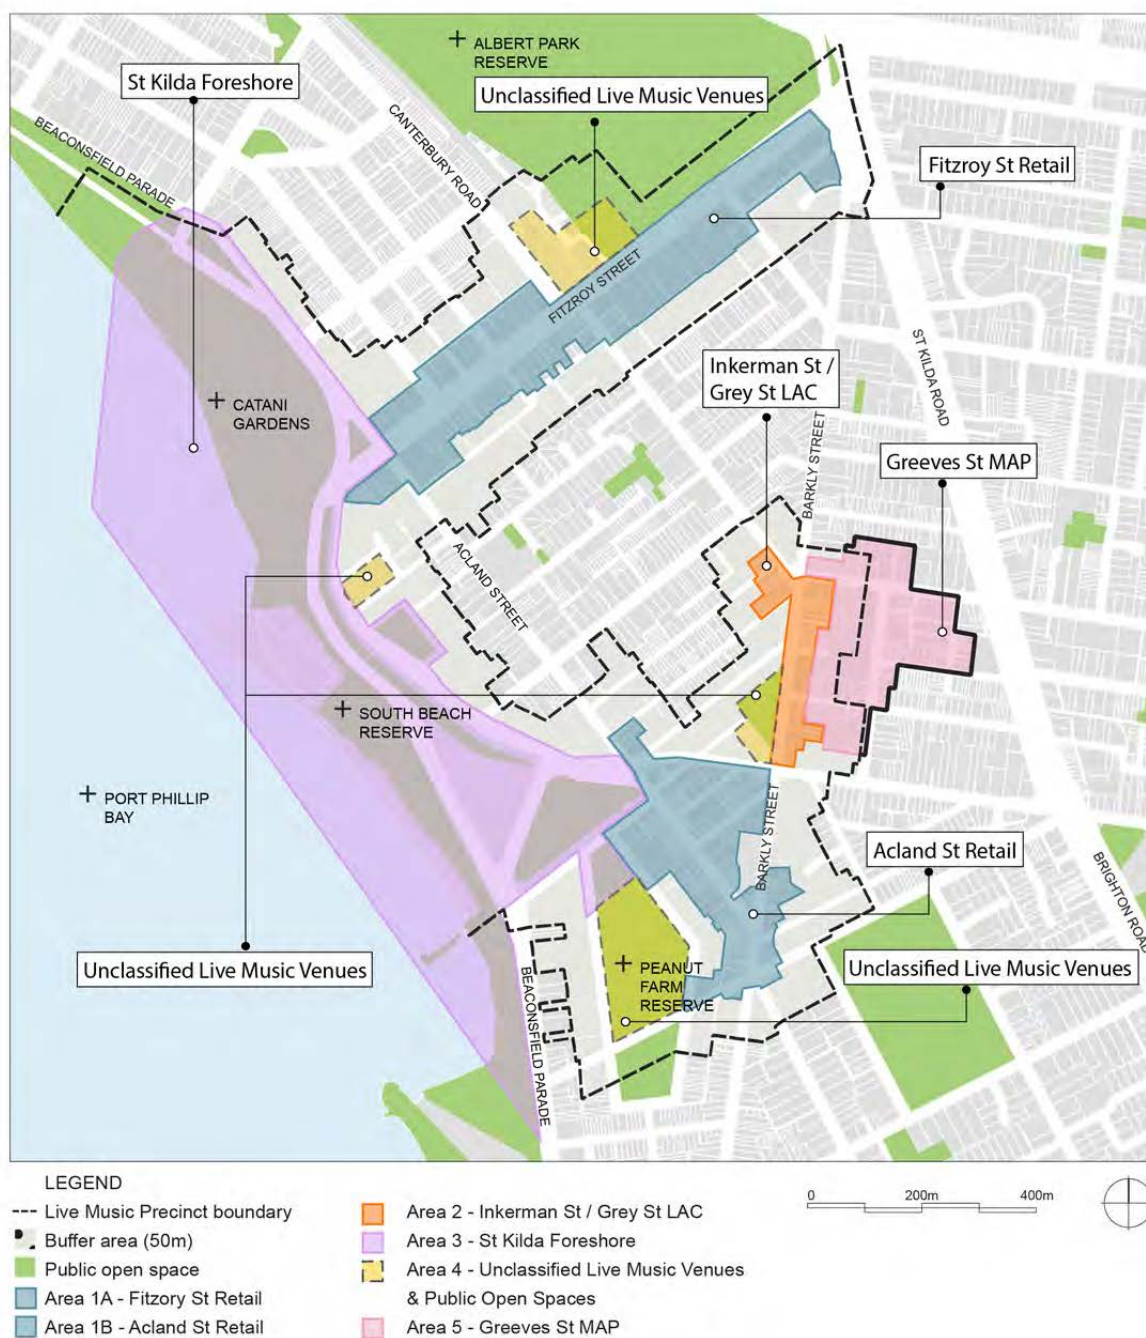 ALBERT PARK
RESERVE
St Kilda Foreshore
Unclassified Live Music Venues
CANTERBURY ROAD
BEACONSFIELD PARADE
Fitzroy St Retail
FITZROY STREET
ST KILDA ROAD
Inkerman St /
Grey St LAC
CATANI
GARDENS
BARKLY STREET
Greeves St MAP
ACLAND STREET
SOUTH BEACH
RESERVE
PORT PHILLIP
BAY
BARKLY STREET
Acland St Retail
BRIGHTON ROAD
Unclassified Live Music Venues
PEANUT
FARM
RESERVE
Unclassified Live Music Venues
BEACONSFIELD PARADE
LEGEND
Live Music Precinct boundary
Buffer area (50m)
Public open space
Area 1A - Fitzory St Retail
Area 1B - Acland St Retail
Area 2 - Inkerman St / Grey St LAC
Area 3 - St Kilda Foreshore
Area 4 - Unclassified Live Music Venues
& Public Open Spaces
Area 5 - Greeves St MAP
0 200m 400m